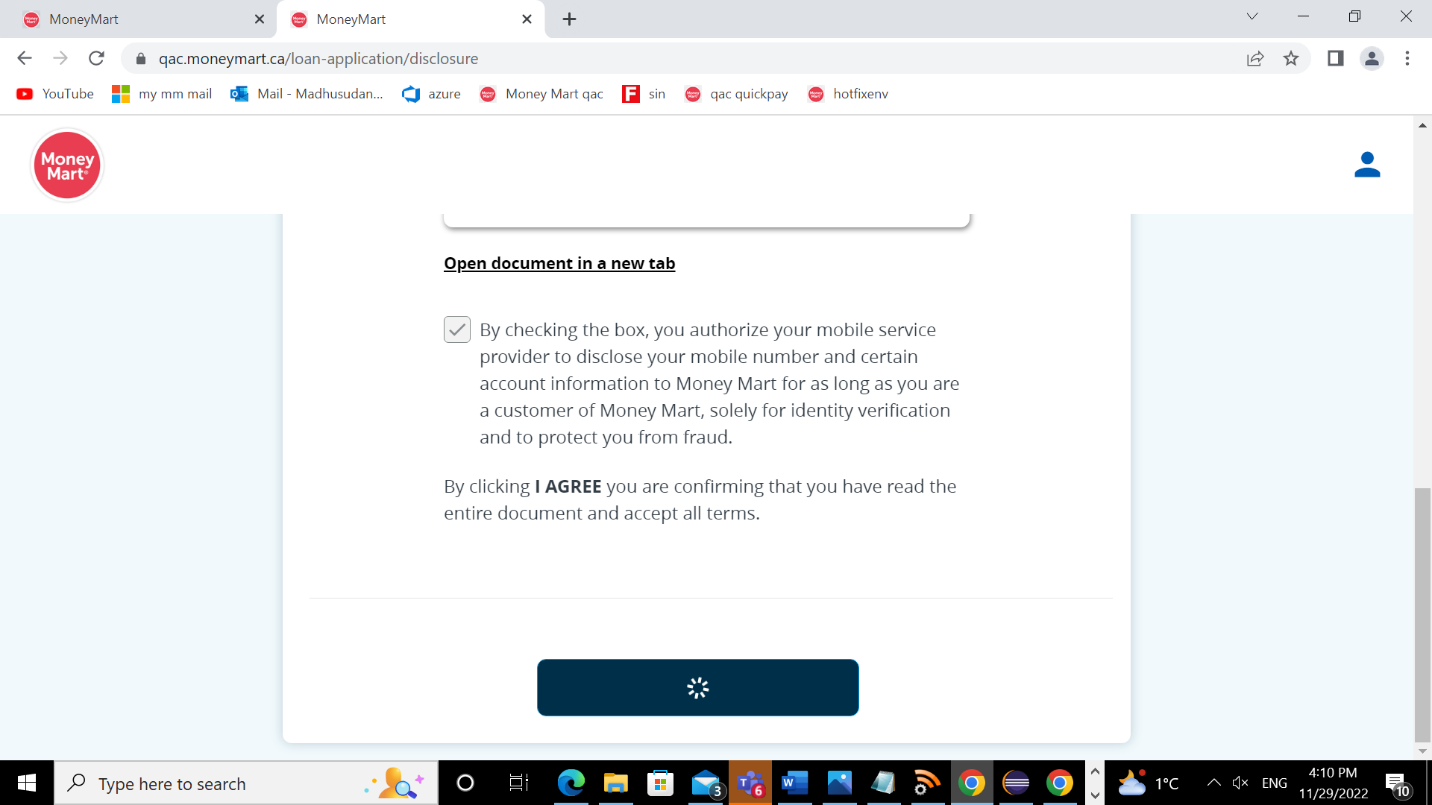 MoneyMart
MoneyMart
qac.moneymart.ca/loan-application/disclosure
YouTube
my mm mail
Mail - Madhusudan...
azure
Money Mart qac
F sin
qac quickpay
hotfixenv
Money
Mart
Open document in a new tab
By checking the box, you authorize your mobile service
provider to disclose your mobile number and certain
account information to Money Mart for as long as you are
a customer of Money Mart, solely for identity verification
and to protect you from fraud.
By clicking I AGREE you are confirming that you have read the
entire document and accept all terms.
Type here to search
3
T 6
W
1°C
ENG
4:10 PM
11/29/2022
10